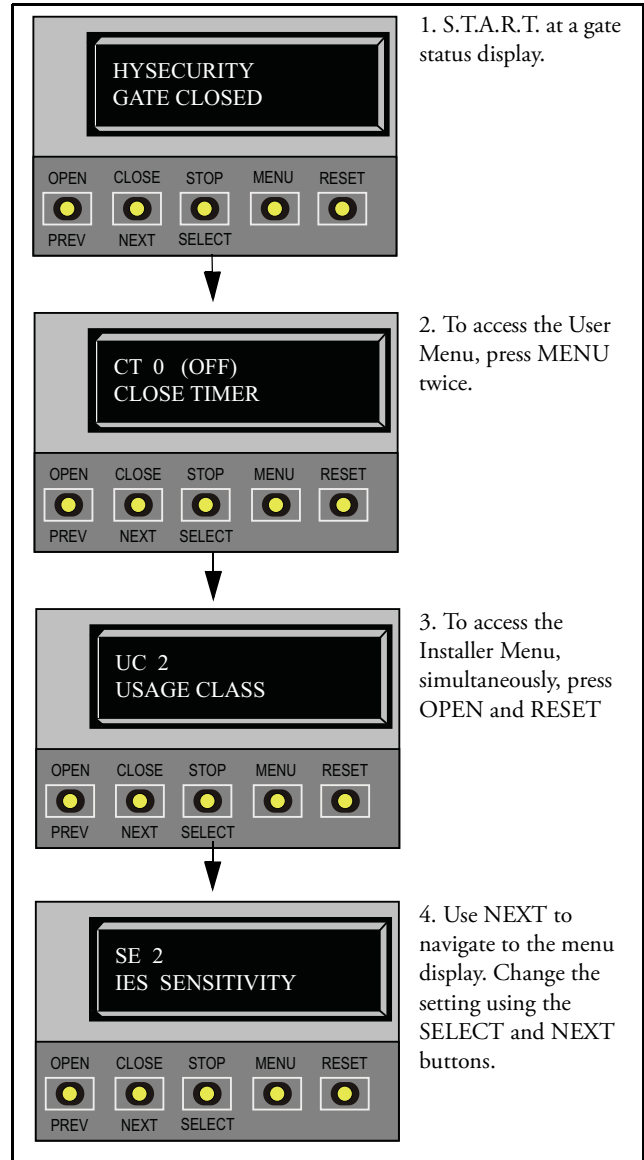 HYSECURITY
GATE CLOSED
OPEN CLOSE STOP MENU RESET
PREV NEXT SELECT
1. S.T.A.R.T. at a gate
status display.
CT 0 (OFF)
CLOSE TIMER
OPEN CLOSE STOP MENU RESET
PREV NEXT SELECT
2. To access the User
Menu, press MENU
twice.
UC 2
USAGE CLASS
OPEN CLOSE STOP MENU RESET
PREV NEXT SELECT
3. To access the
Installer Menu,
simultaneously, press
OPEN and RESET
SE 2
IES SENSITIVITY
OPEN CLOSE STOP MENU RESET
PREV NEXT SELECT
4. Use NEXT to
navigate to the menu
display. Change the
setting using the
SELECT and NEXT
buttons.